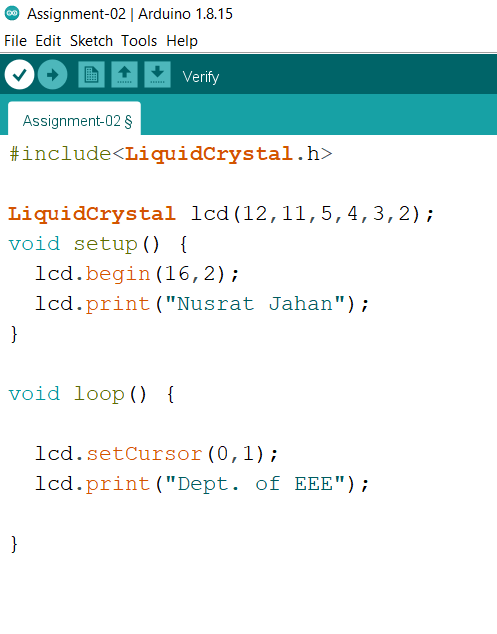 Assignment-02 | Arduino 1.8.15
File Edit Sketch Tools Help
Verify
Assignment-02 §
#include<LiquidCrystal.h>
LiquidCrystal lcd(12,11,5,4,3,2);
void setup() {
  lcd.begin(16,2);
  lcd.print("Nusrat Jahan");
}
void loop() {
  lcd.setCursor(0,1);
  lcd.print("Dept. of EEE");
}